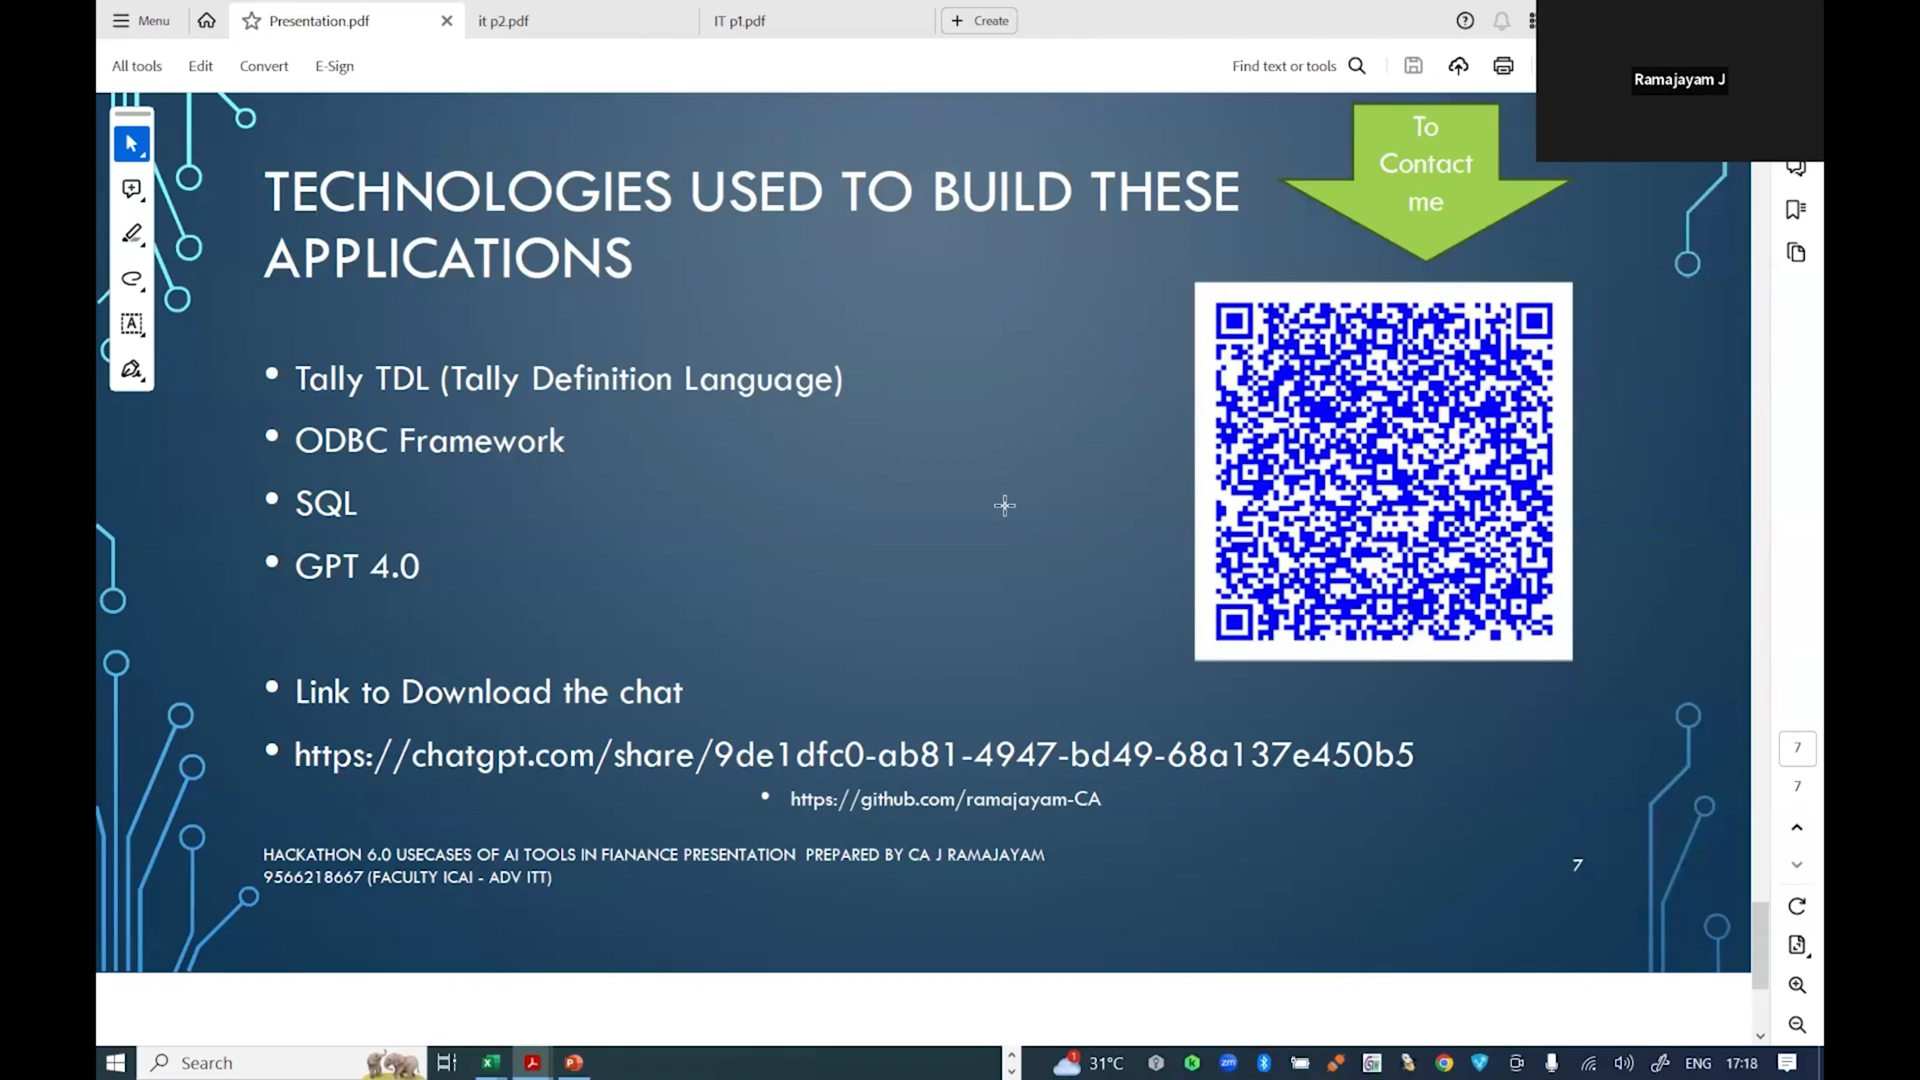 Menu
Presentation.pdf
it p2.pdf
IT p1.pdf
Create
All tools
Edit
Convert
E-Sign
Find text or tools
Ramajayam J
To
Contact
me
TECHNOLOGIES USED TO BUILD THESE
APPLICATIONS
• Tally TDL (Tally Definition Language)
• ODBC Framework
• SQL
• GPT 4.0
• Link to Download the chat
• https://chatgpt.com/share/9de1dfc0-ab81-4947-bd49-68a137e450b5
• https://github.com/ramajayam-CA
HACKATHON 6.0 USECASES OF AI TOOLS IN FIANANCE PRESENTATION PREPARED BY CA J RAMAJAYAM
9566218667 (FACULTY ICAI - ADV ITT)
7
7
7
Search
1
31°C
zm
ENG
17:18